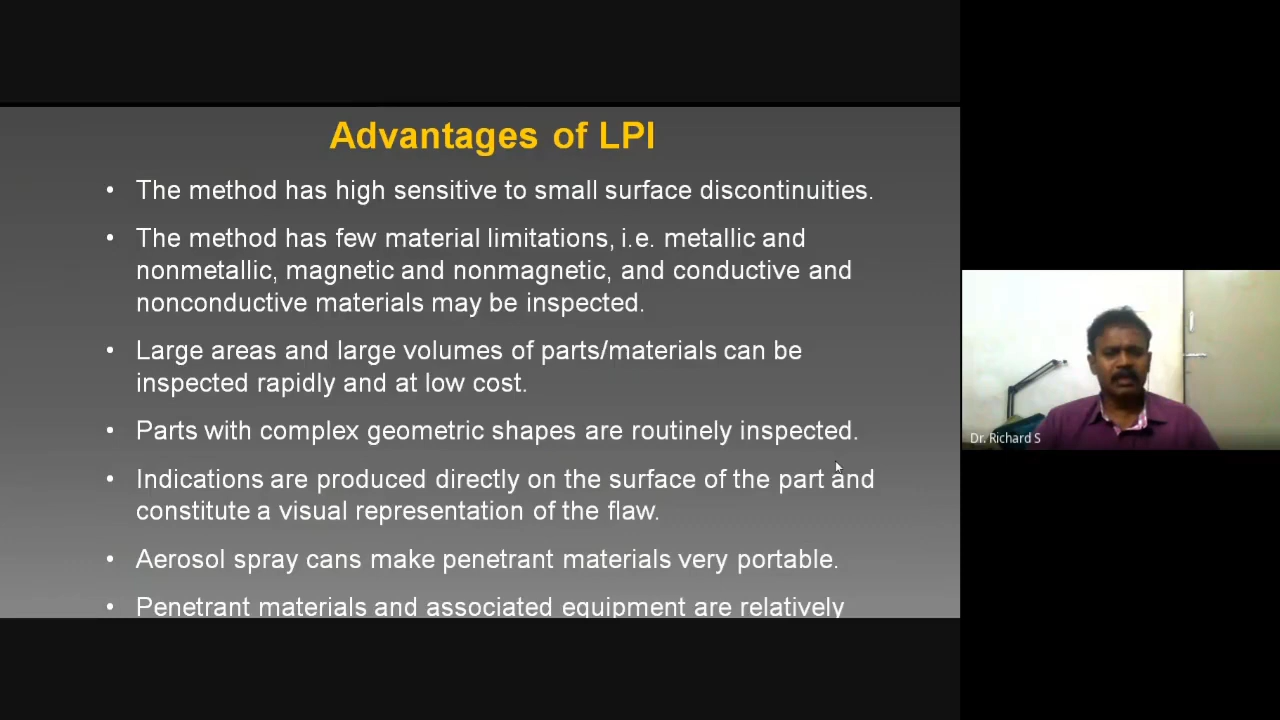 Advantages of LPI
• The method has high sensitive to small surface discontinuities.
• The method has few material limitations, i.e. metallic and
nonmetallic, magnetic and nonmagnetic, and conductive and
nonconductive materials may be inspected.
• Large areas and large volumes of parts/materials can be
inspected rapidly and at low cost.
• Parts with complex geometric shapes are routinely inspected.
• Indications are produced directly on the surface of the part and
constitute a visual representation of the flaw.
• Aerosol spray cans make penetrant materials very portable.
• Penetrant materials and associated equipment are relatively
Dr. Richard S